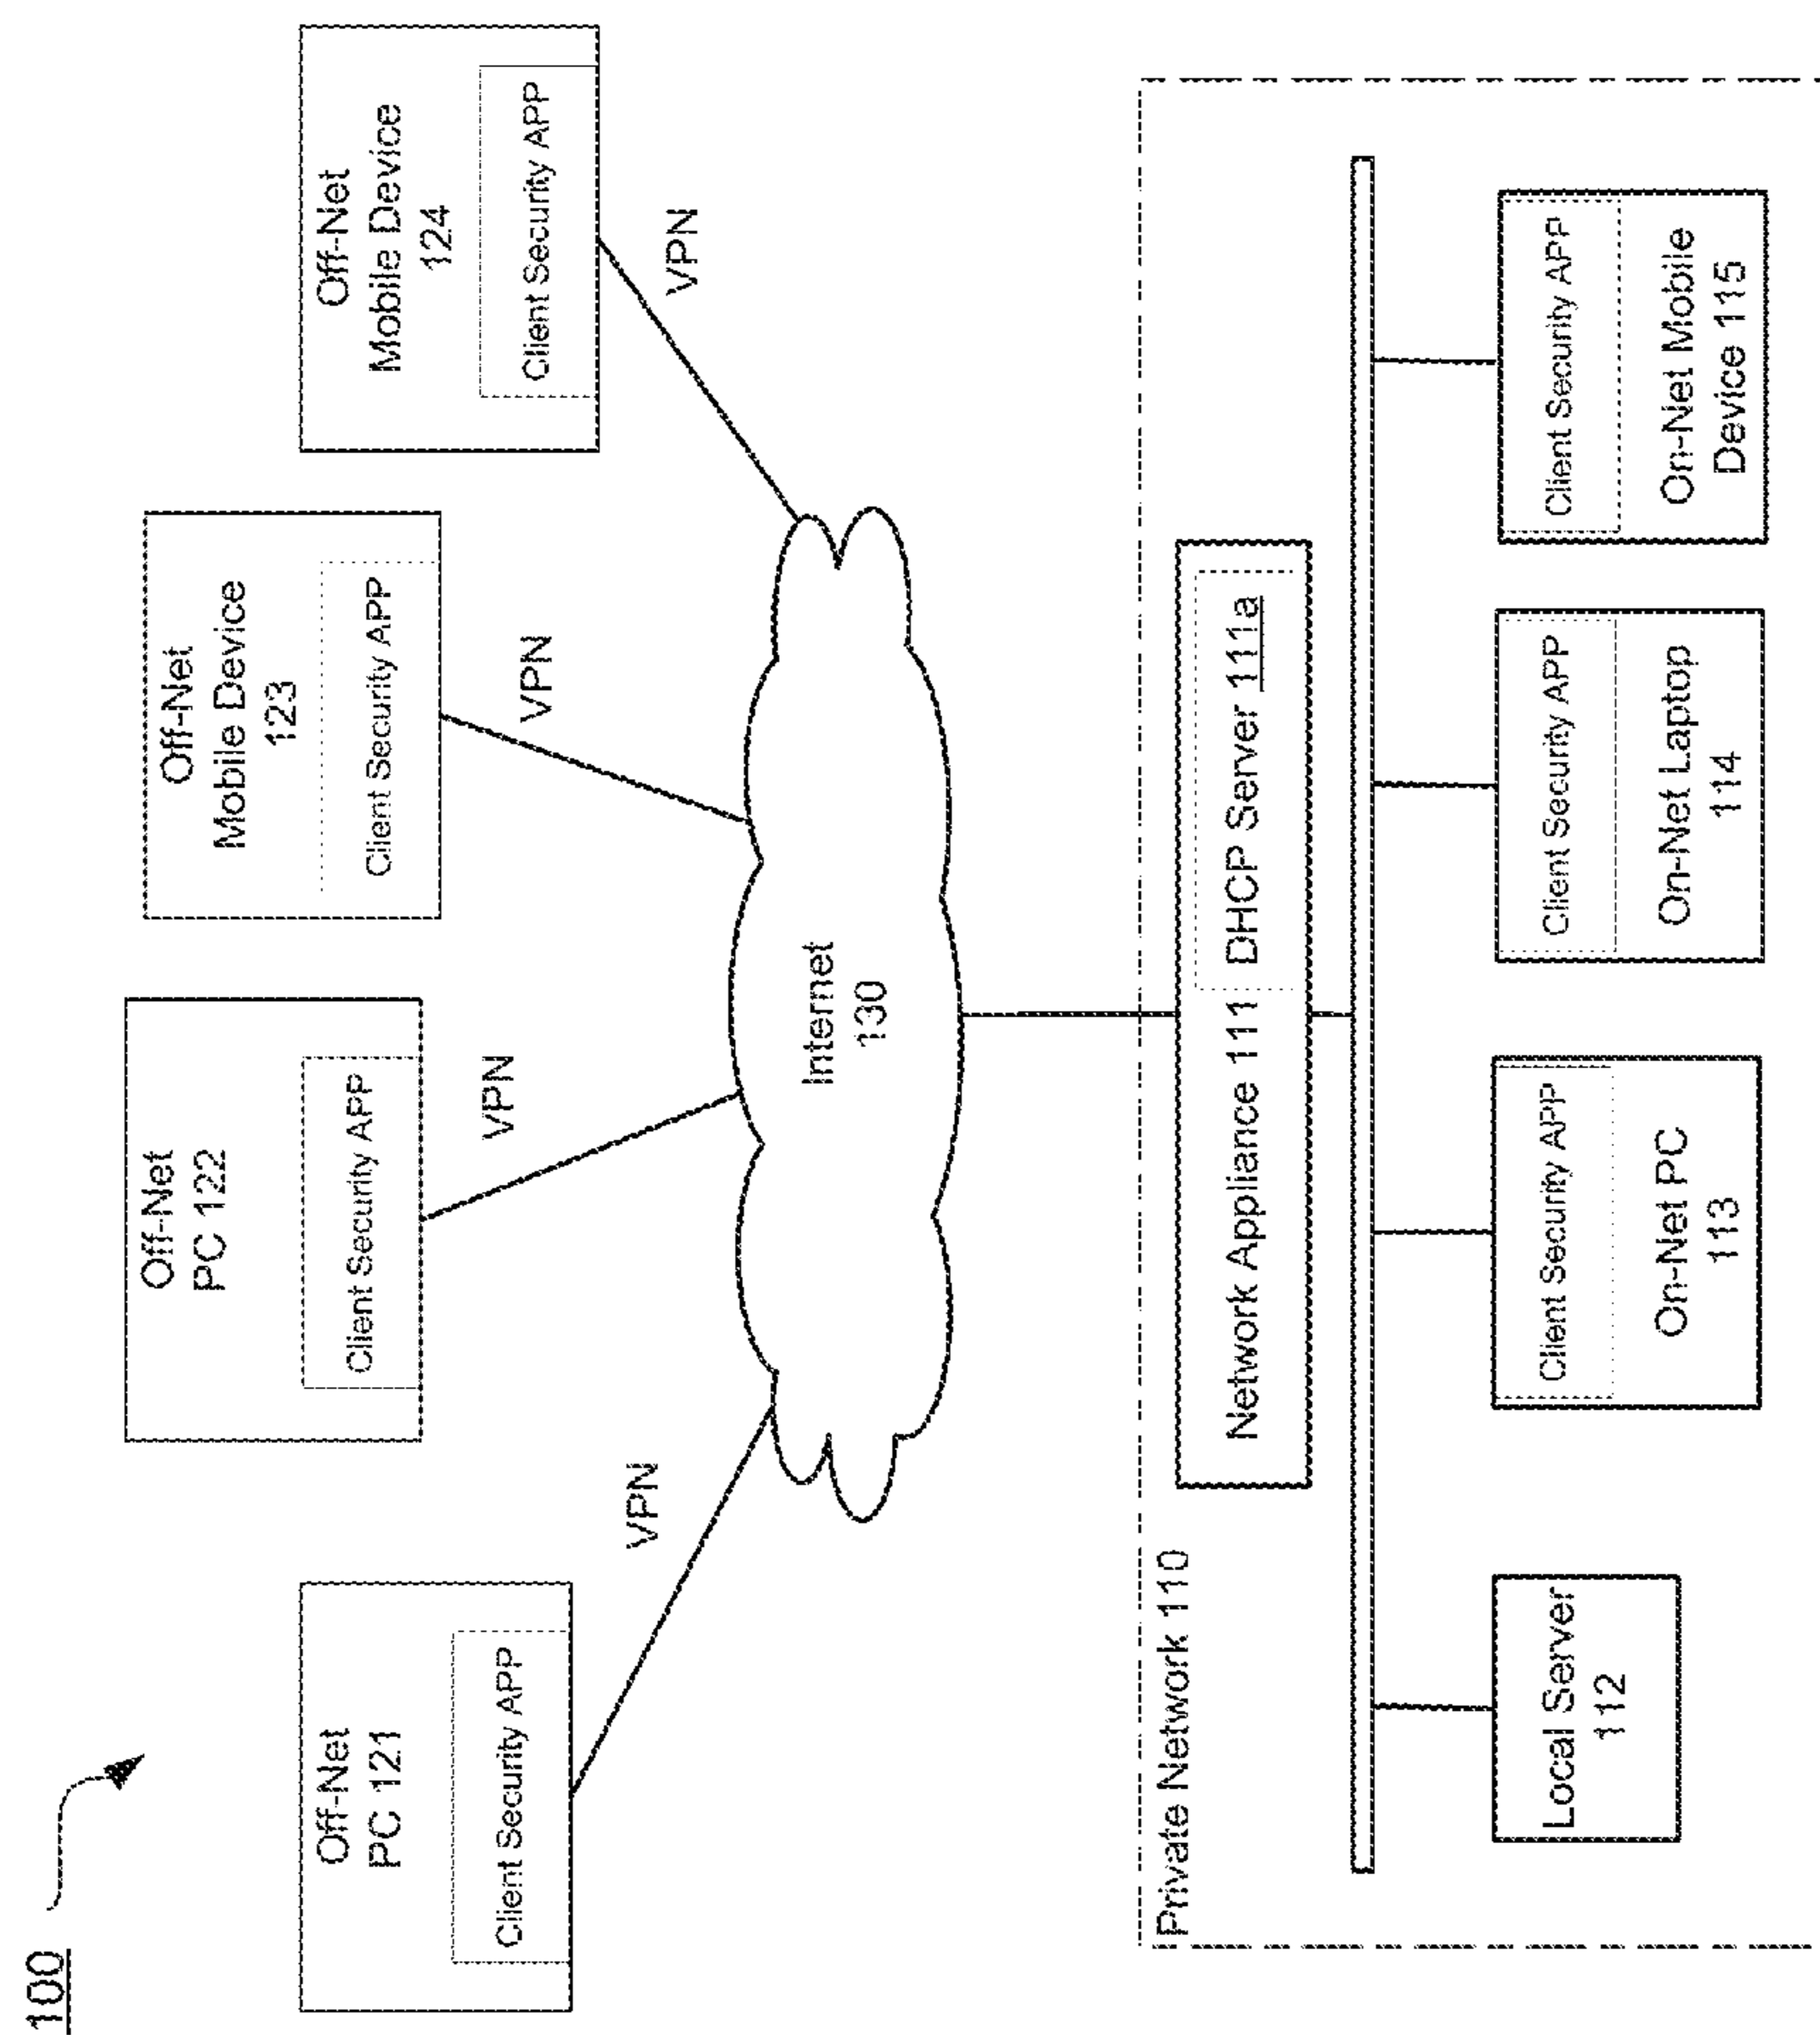 100
Off-Net
PC 121
Client Security APP
VPN
Off-Net
PC 122
Client Security APP
VPN
Off-Net
Mobile Device
123
Client Security APP
VPN
Off-Net
Mobile Device
124
Client Security APP
VPN
Internet
130
Private Network 110
Network Appliance 111 DHCP Server 111a
Local Server
112
Client Security APP
On-Net PC
113
Client Security APP
On-Net Laptop
114
Client Security APP
On-Net Mobile
Device 115